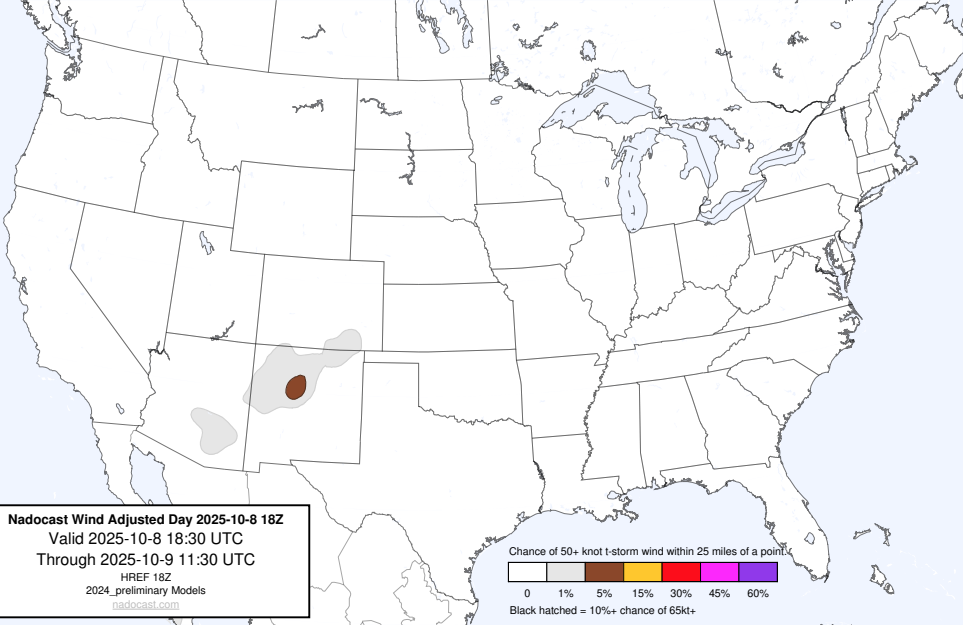 Nadocast Wind Adjusted Day 2025-10-8 18Z
Valid 2025-10-8 18:30 UTC
Through 2025-10-9 11:30 UTC
HREF 18Z
2024_preliminary Models
nadocast.com
Chance of 50+ knot t-storm wind within 25 miles of a point.
0 1% 5% 15% 30% 45% 60%
Black hatched = 10%+ chance of 65kt+